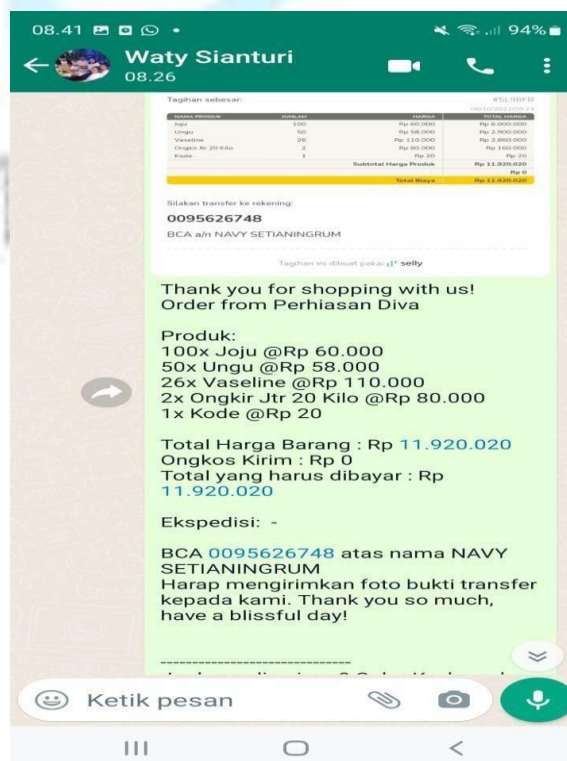 08.41 94%
Waty Sianturi
08.26
Tagihan sebesar: #SL9BFD
NAMA PRODUK JUMLAH HARGA TOTAL HARGA
Joju 100 Rp 60.000 Rp 6.000.000
Ungu 50 Rp 58.000 Rp 2.900.000
Vaseline 26 Rp 110.000 Rp 2.860.000
Ongkir Jtr 20 Kilo 2 Rp 80.000 Rp 160.000
Kode 1 Rp 20 Rp 20
Subtotal Harga Produk Rp 11.920.020
Rp 0
Total Biaya Rp 11.920.020
Silakan transfer ke rekening:
0095626748
BCA a/n NAVY SETIANINGRUM
Tagihan ini dibuat pakai selly
Thank you for shopping with us!
Order from Perhiasan Diva
Produk:
100x Joju @Rp 60.000
50x Ungu @Rp 58.000
26x Vaseline @Rp 110.000
2x Ongkir Jtr 20 Kilo @Rp 80.000
1x Kode @Rp 20
Total Harga Barang : Rp 11.920.020
Ongkos Kirim : Rp 0
Total yang harus dibayar : Rp
11.920.020
Ekspedisi: -
BCA 0095626748 atas nama NAVY
SETIANINGRUM
Harap mengirimkan foto bukti transfer
kepada kami. Thank you so much,
have a blissful day!
------------------------------
Ketik pesan